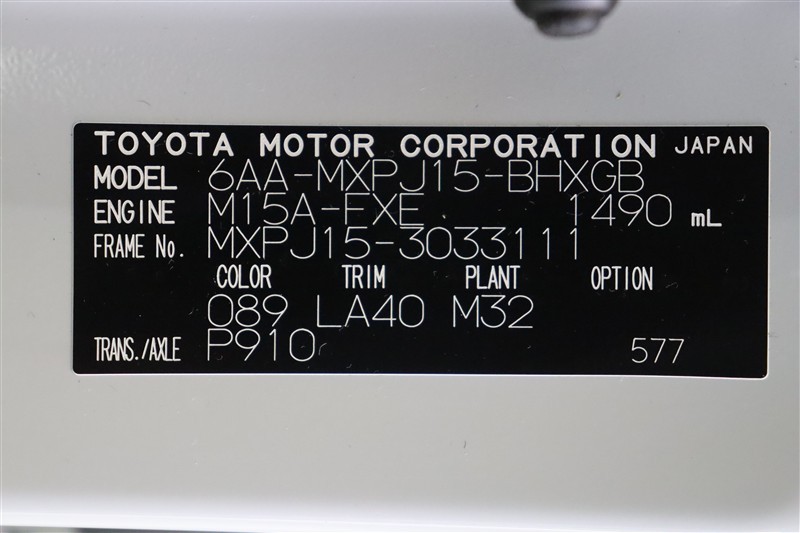 TOYOTA MOTOR CORPORATION JAPAN
MODEL 6AA-MXPJ15-BHXGB
ENGINE M15A-FXE 1490 mL
FRAME No. MXPJ15-3033111
COLOR TRIM PLANT OPTION
089 LA40 M32
TRANS./AXLE P910 577